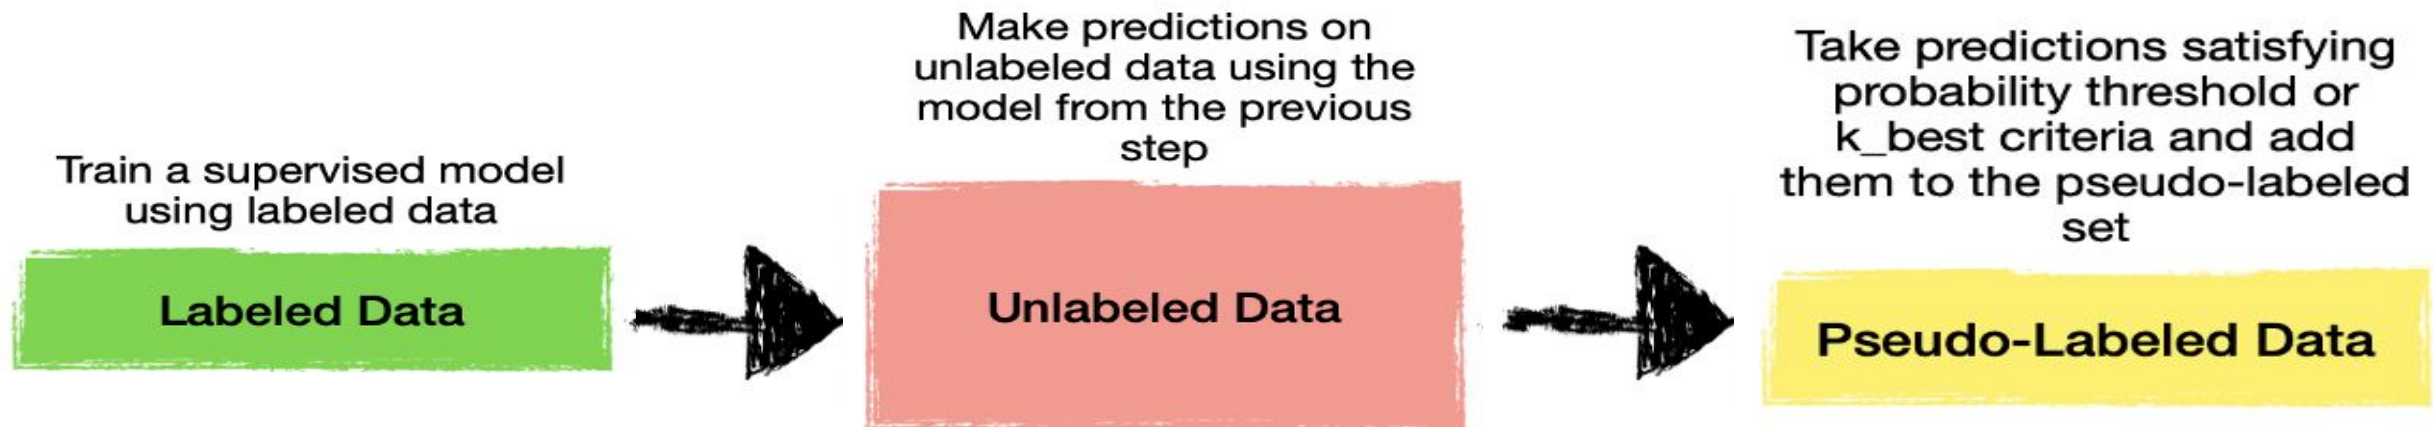 Train a supervised model
using labeled data
Labeled Data
Make predictions on
unlabeled data using the
model from the previous
step
Unlabeled Data
Take predictions satisfying
probability threshold or
k_best criteria and add
them to the pseudo-labeled
set
Pseudo-Labeled Data